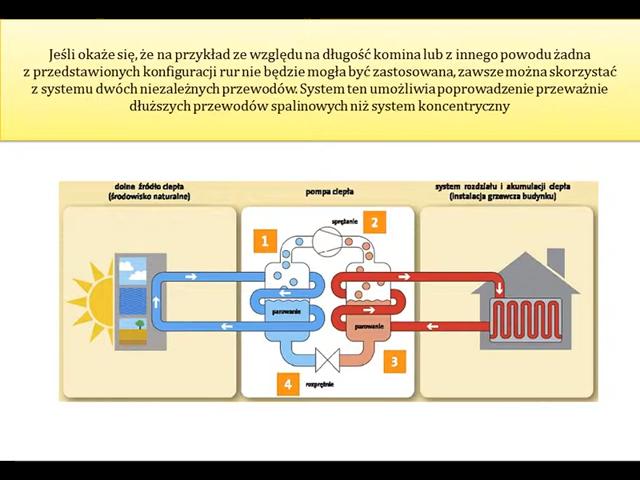 Jeśli okaże się, że na przykład ze względu na długość komina lub z innego powodu żadna
z przedstawionych konfiguracji rur nie będzie mogła być zastosowana, zawsze można skorzystać
z systemu dwóch niezależnych przewodów. System ten umożliwia poprowadzenie przeważnie
dłuższych przewodów spalinowych niż system koncentryczny
dolne źródło ciepła
(środowisko naturalne)
pompa ciepła
system rozdziału i akumulacji ciepła
(instalacja grzewcza budynku)
1
sprężanie
2
parowanie
parowanie
3
4
rozprężnie